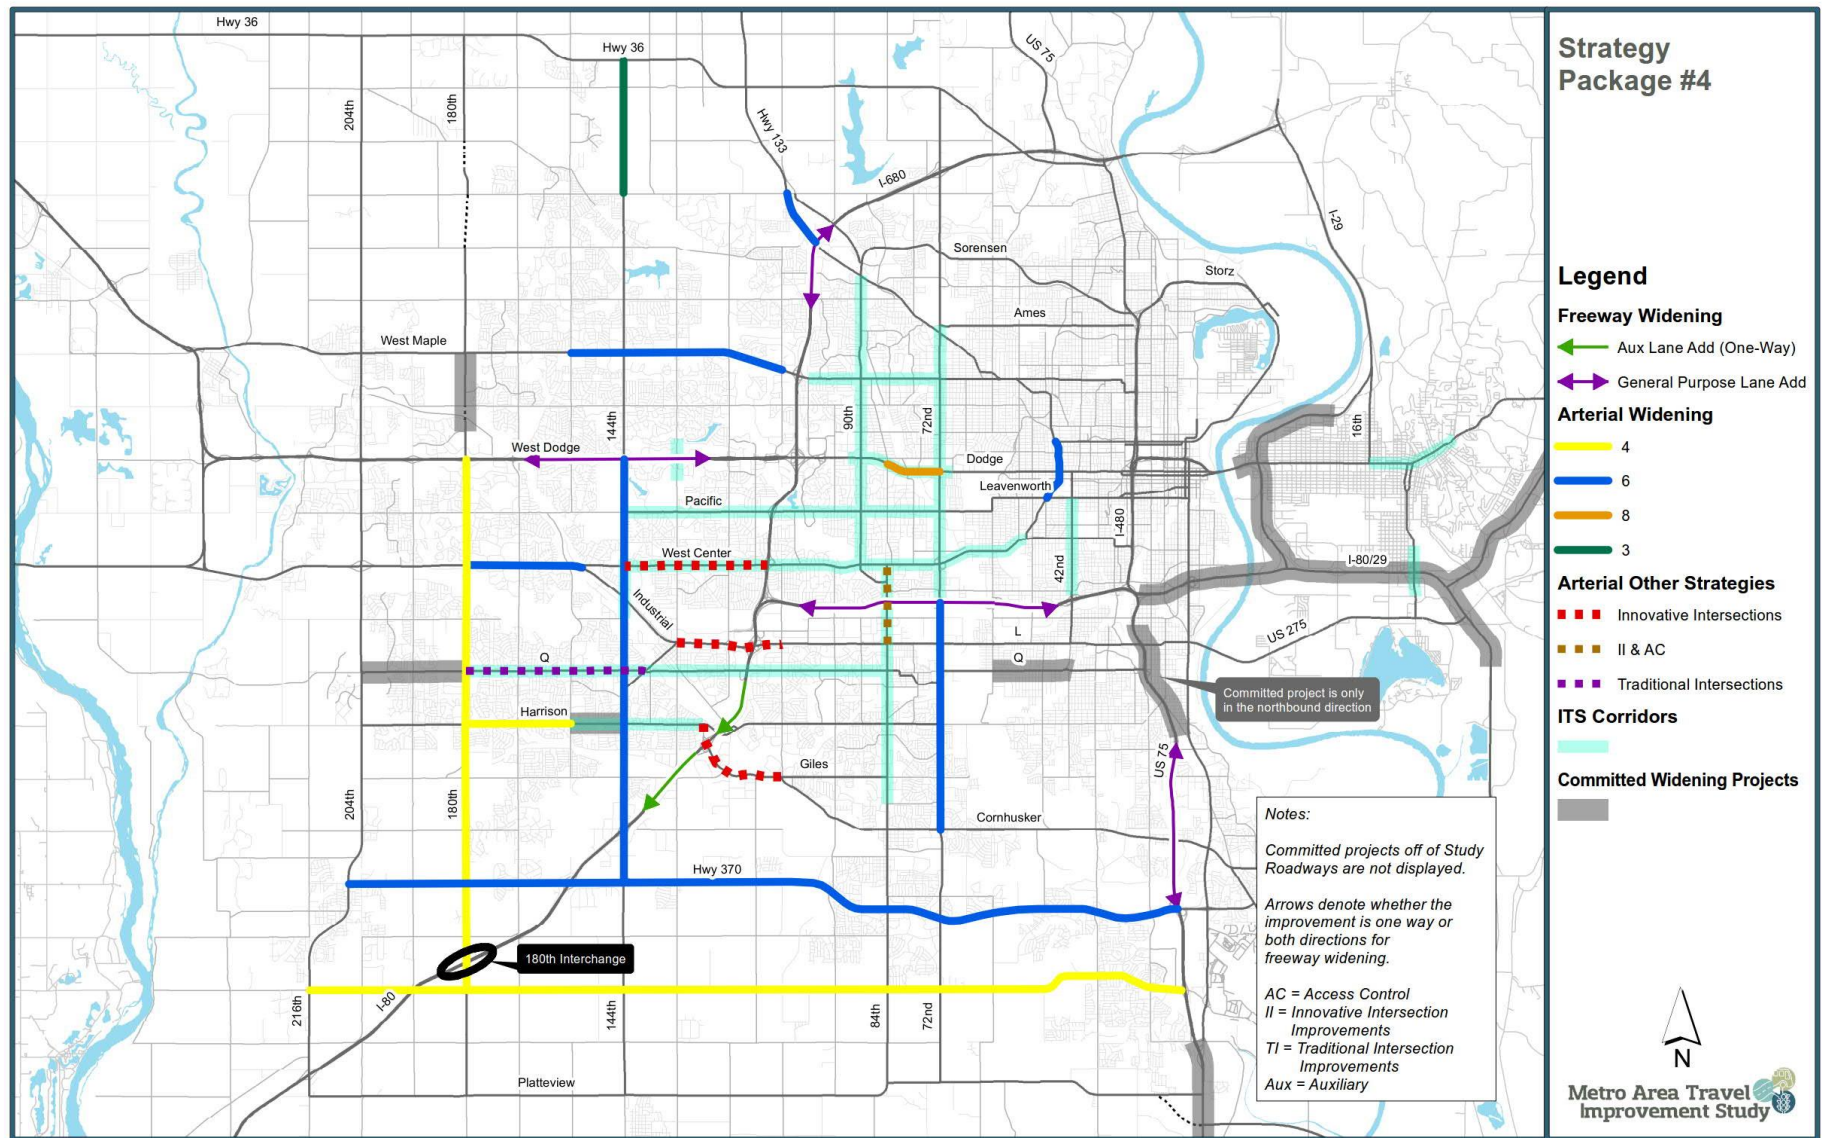 Hwy 36
Hwy 36
US 75
204th
180th
Hwy 133
I-680
I-29
Sorensen
Storz
Ames
West Maple
144th
90th
72nd
16th
West Dodge
Dodge
Leavenworth
Pacific
I-480
West Center
42nd
I-80/29
Industrial
L
US 275
Q
Q
Committed project is only
in the northbound direction
Harrison
US 75
Giles
204th
180th
Cornhusker
Hwy 370
180th Interchange
216th
I-80
144th
84th
72nd
Platteview
Notes:
Committed projects off of Study
Roadways are not displayed.
Arrows denote whether the
improvement is one way or
both directions for
freeway widening.
AC = Access Control
II = Innovative Intersection
Improvements
TI = Traditional Intersection
Improvements
Aux = Auxiliary
Strategy
Package #4
Legend
Freeway Widening
Aux Lane Add (One-Way)
General Purpose Lane Add
Arterial Widening
4
6
8
3
Arterial Other Strategies
Innovative Intersections
II & AC
Traditional Intersections
ITS Corridors
Committed Widening Projects
N
Metro Area Travel
Improvement Study